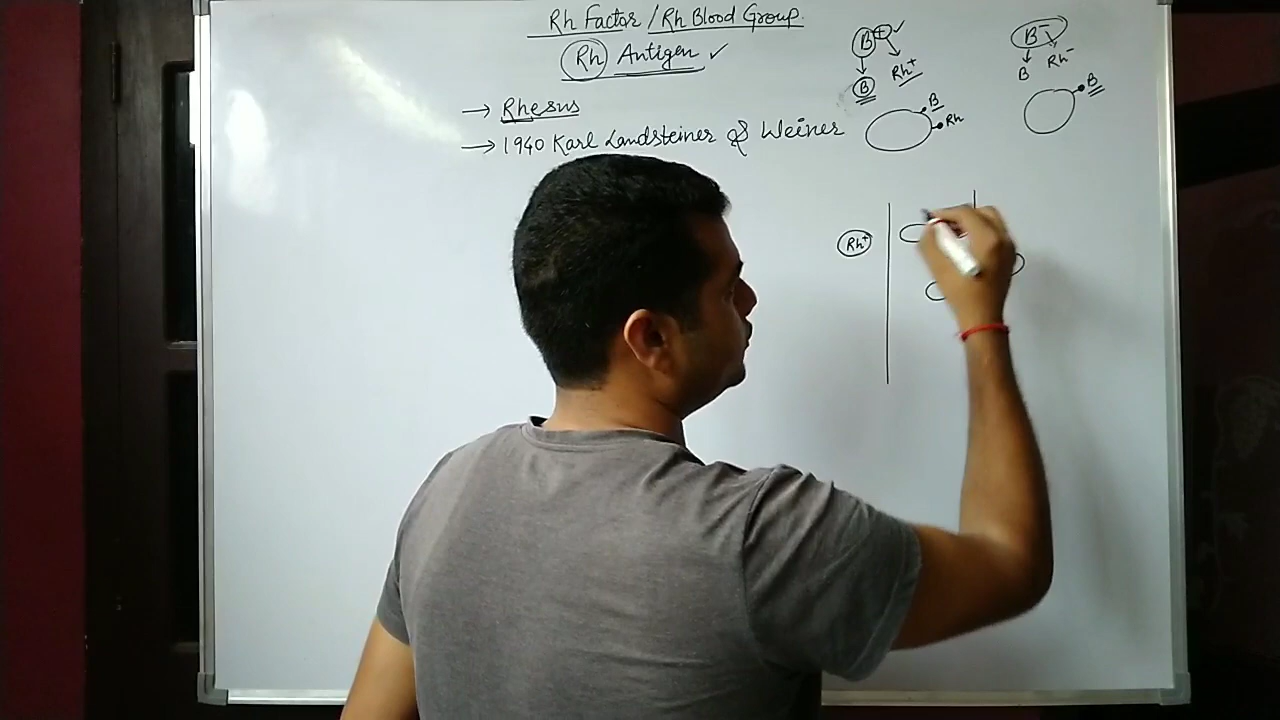 Rh Factor / Rh Blood Group.
Rh Antigen ✓
→ Rhesus
→ 1940 Karl Landsteiner & Weiner
B+ ✓
Rh+
B
B
Rh
B-
B Rh-
B
Rh+